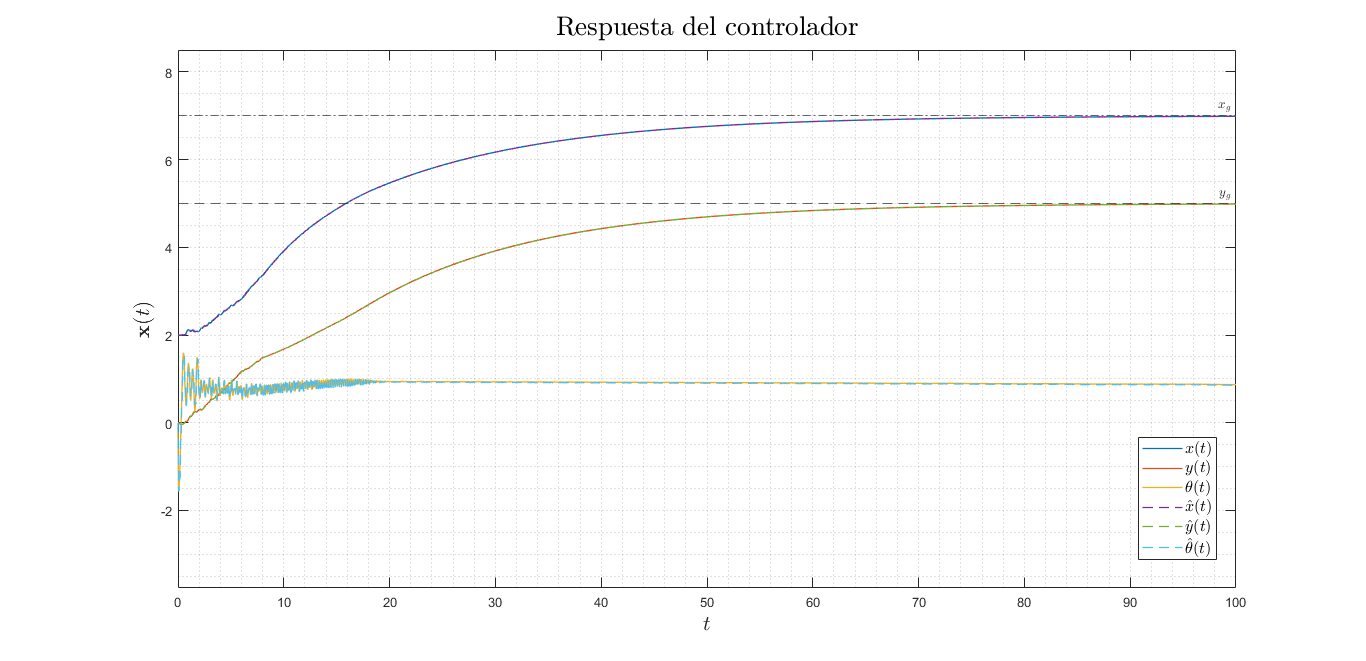 Respuesta del controlador
8
6
4
2
0
-2
x(t)
x_g
y_g
x(t)
y(t)
θ(t)
x̂(t)
ŷ(t)
θ̂(t)
0 10 20 30 40 50 60 70 80 90 100
t